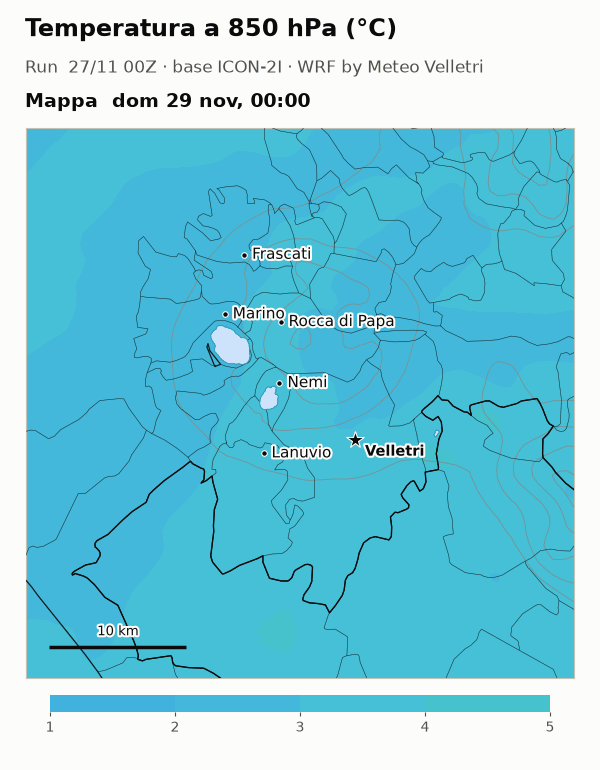 Temperatura a 850 hPa (°C)
Run  27/11 00Z · base ICON-2I · WRF by Meteo Velletri
Mappa  dom 29 nov, 00:00
Frascati
Marino
Rocca di Papa
Nemi
Velletri
Lanuvio
10 km
1 2 3 4 5